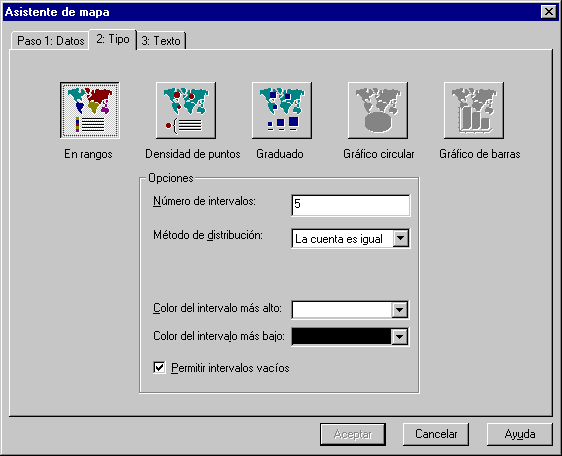 Asistente de mapa
Paso 1: Datos 2: Tipo 3: Texto
En rangos Densidad de puntos Graduado Gráfico circular Gráfico de barras
Opciones
Número de intervalos: 5
Método de distribución: La cuenta es igual
Color del intervalo más alto:
Color del intervalo más bajo:
Permitir intervalos vacíos
Aceptar Cancelar Ayuda